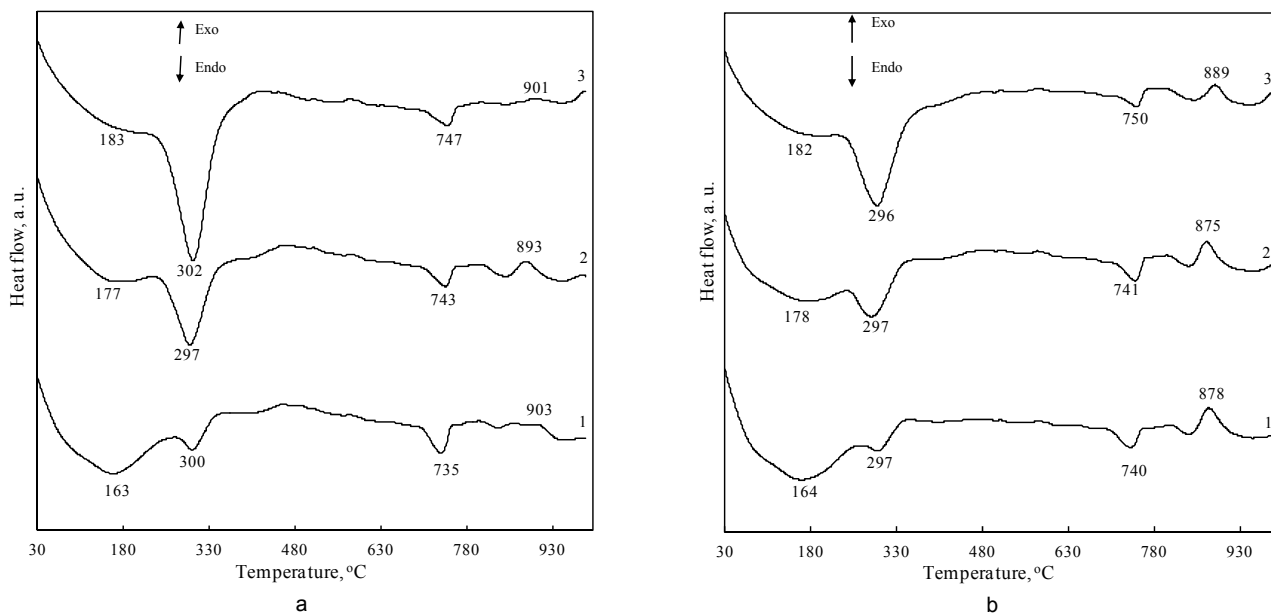 Exo
Endo
3
901
747
183
302
2
893
743
177
297
1
903
735
300
163
Heat flow, a. u.
30 180 330 480 630 780 930
Temperature, °C
a
Exo
Endo
3
889
750
182
296
2
875
741
178
297
1
878
740
297
164
Heat flow, a. u.
30 180 330 480 630 780 930
Temperature, °C
b